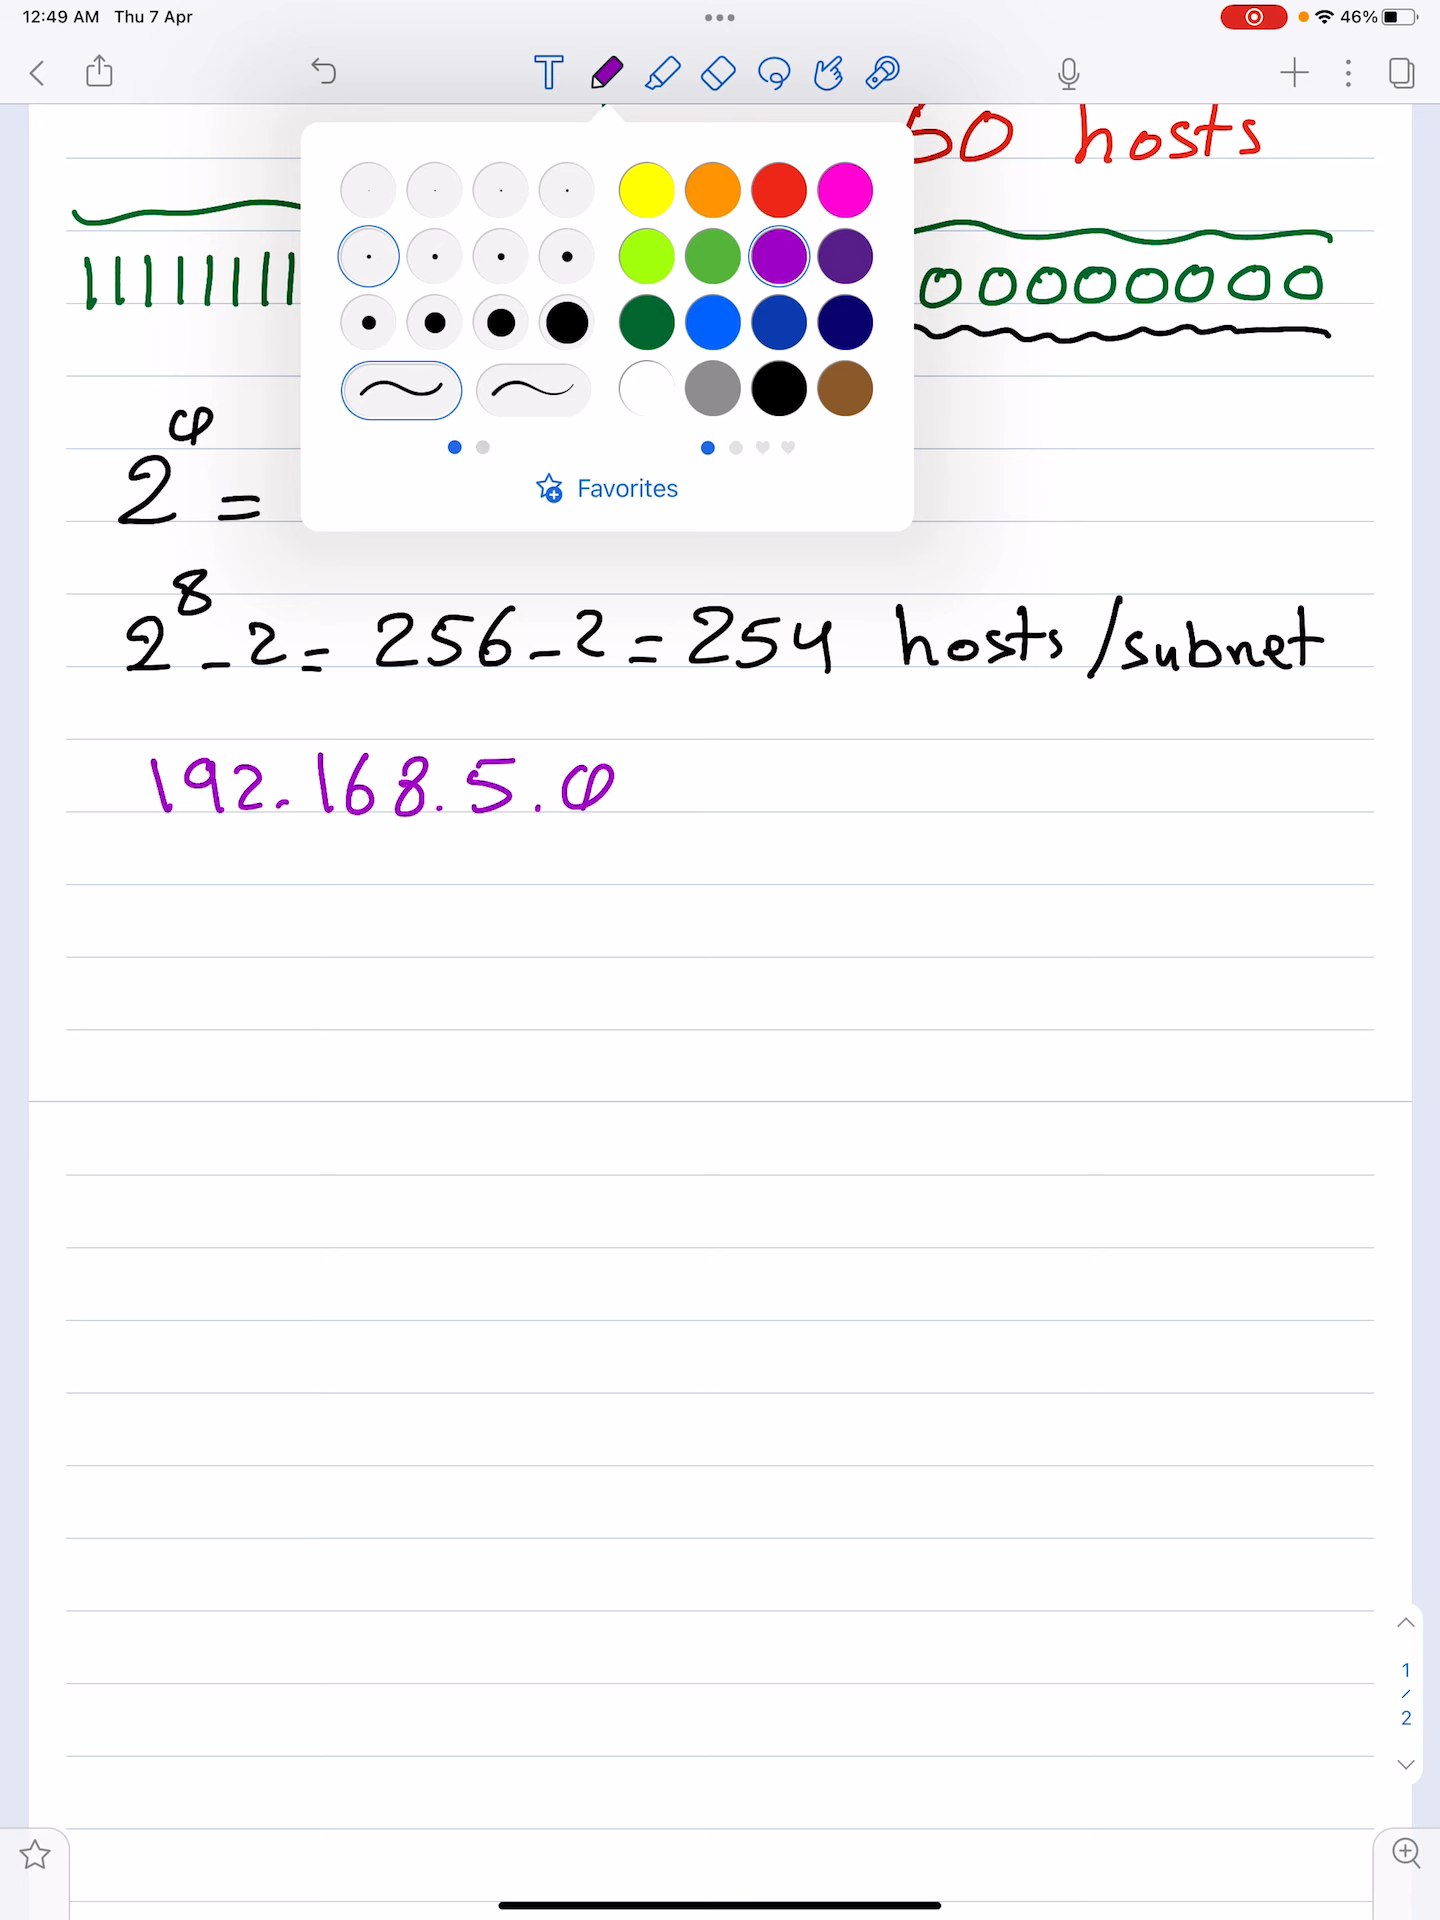 12:49 AM Thu 7 Apr 46%
T
hosts
11111111 00000000
2^0 =
Favorites
2^8 - 2 = 256 - 2 = 254 hosts /subnet
192.168.5.0
1
/
2